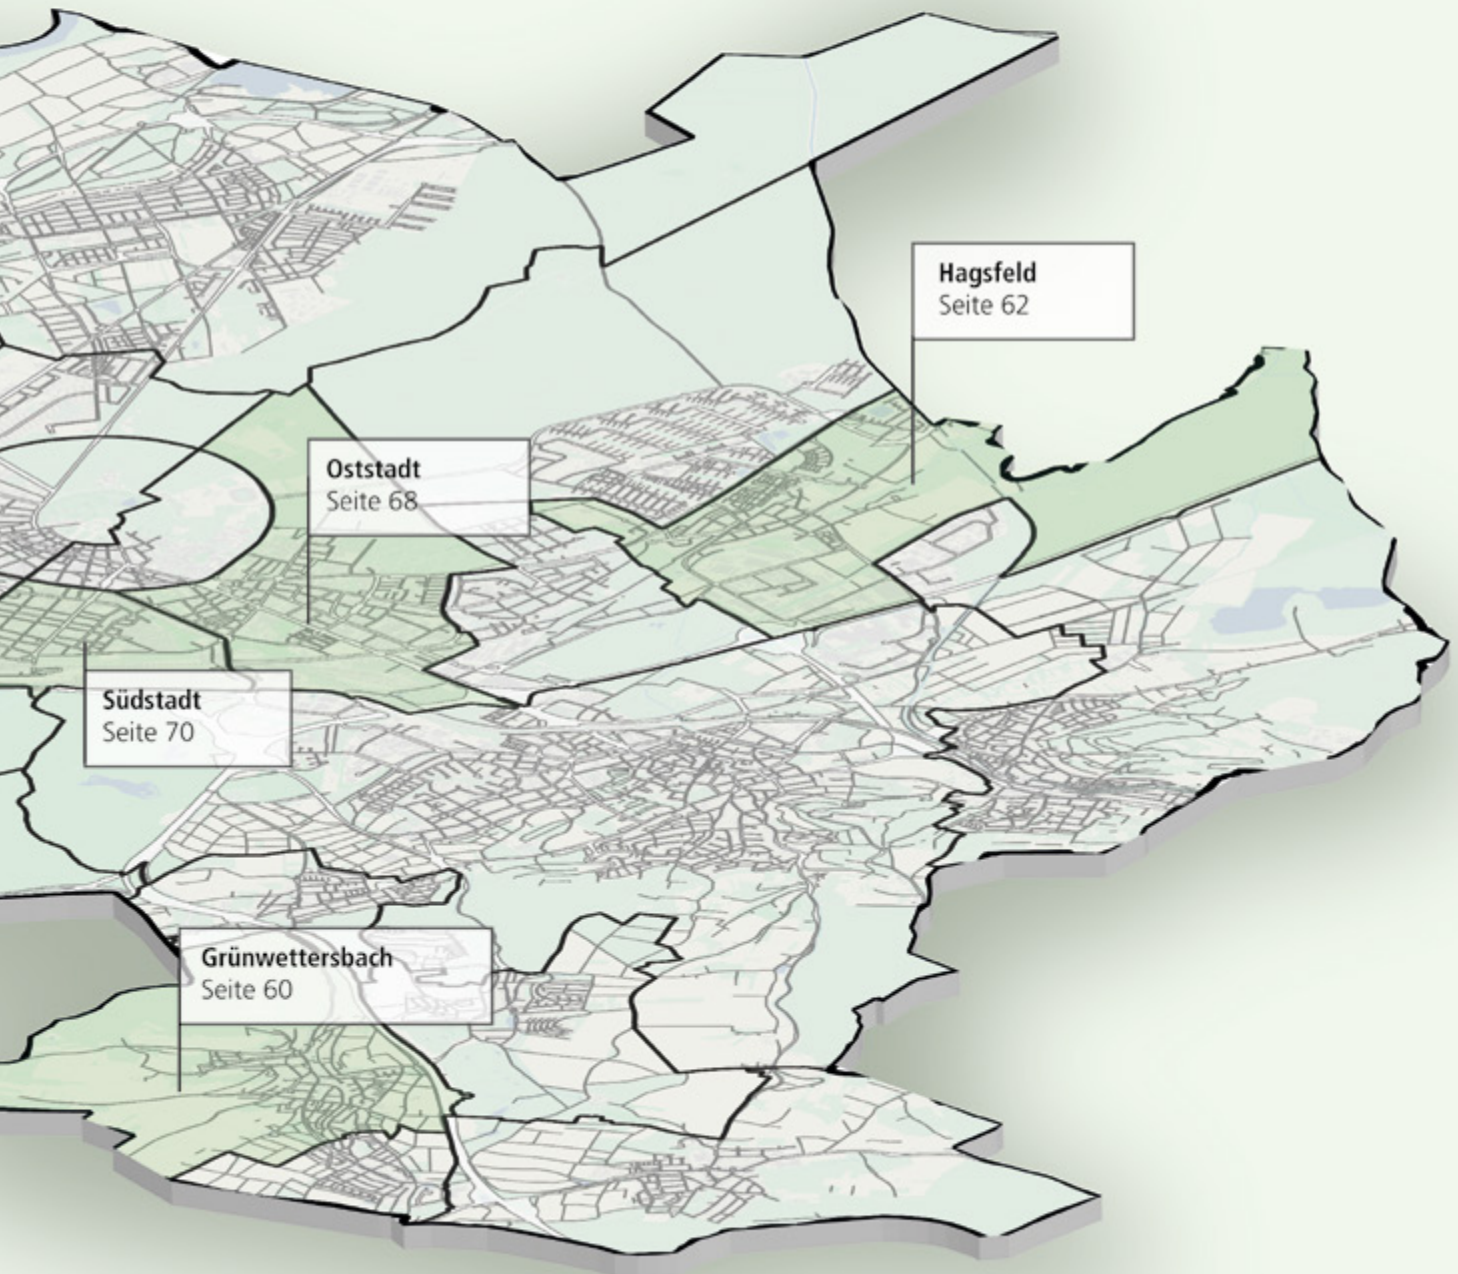 Hagsfeld
Seite 62
Oststadt
Seite 68
Südstadt
Seite 70
Grünwettersbach
Seite 60